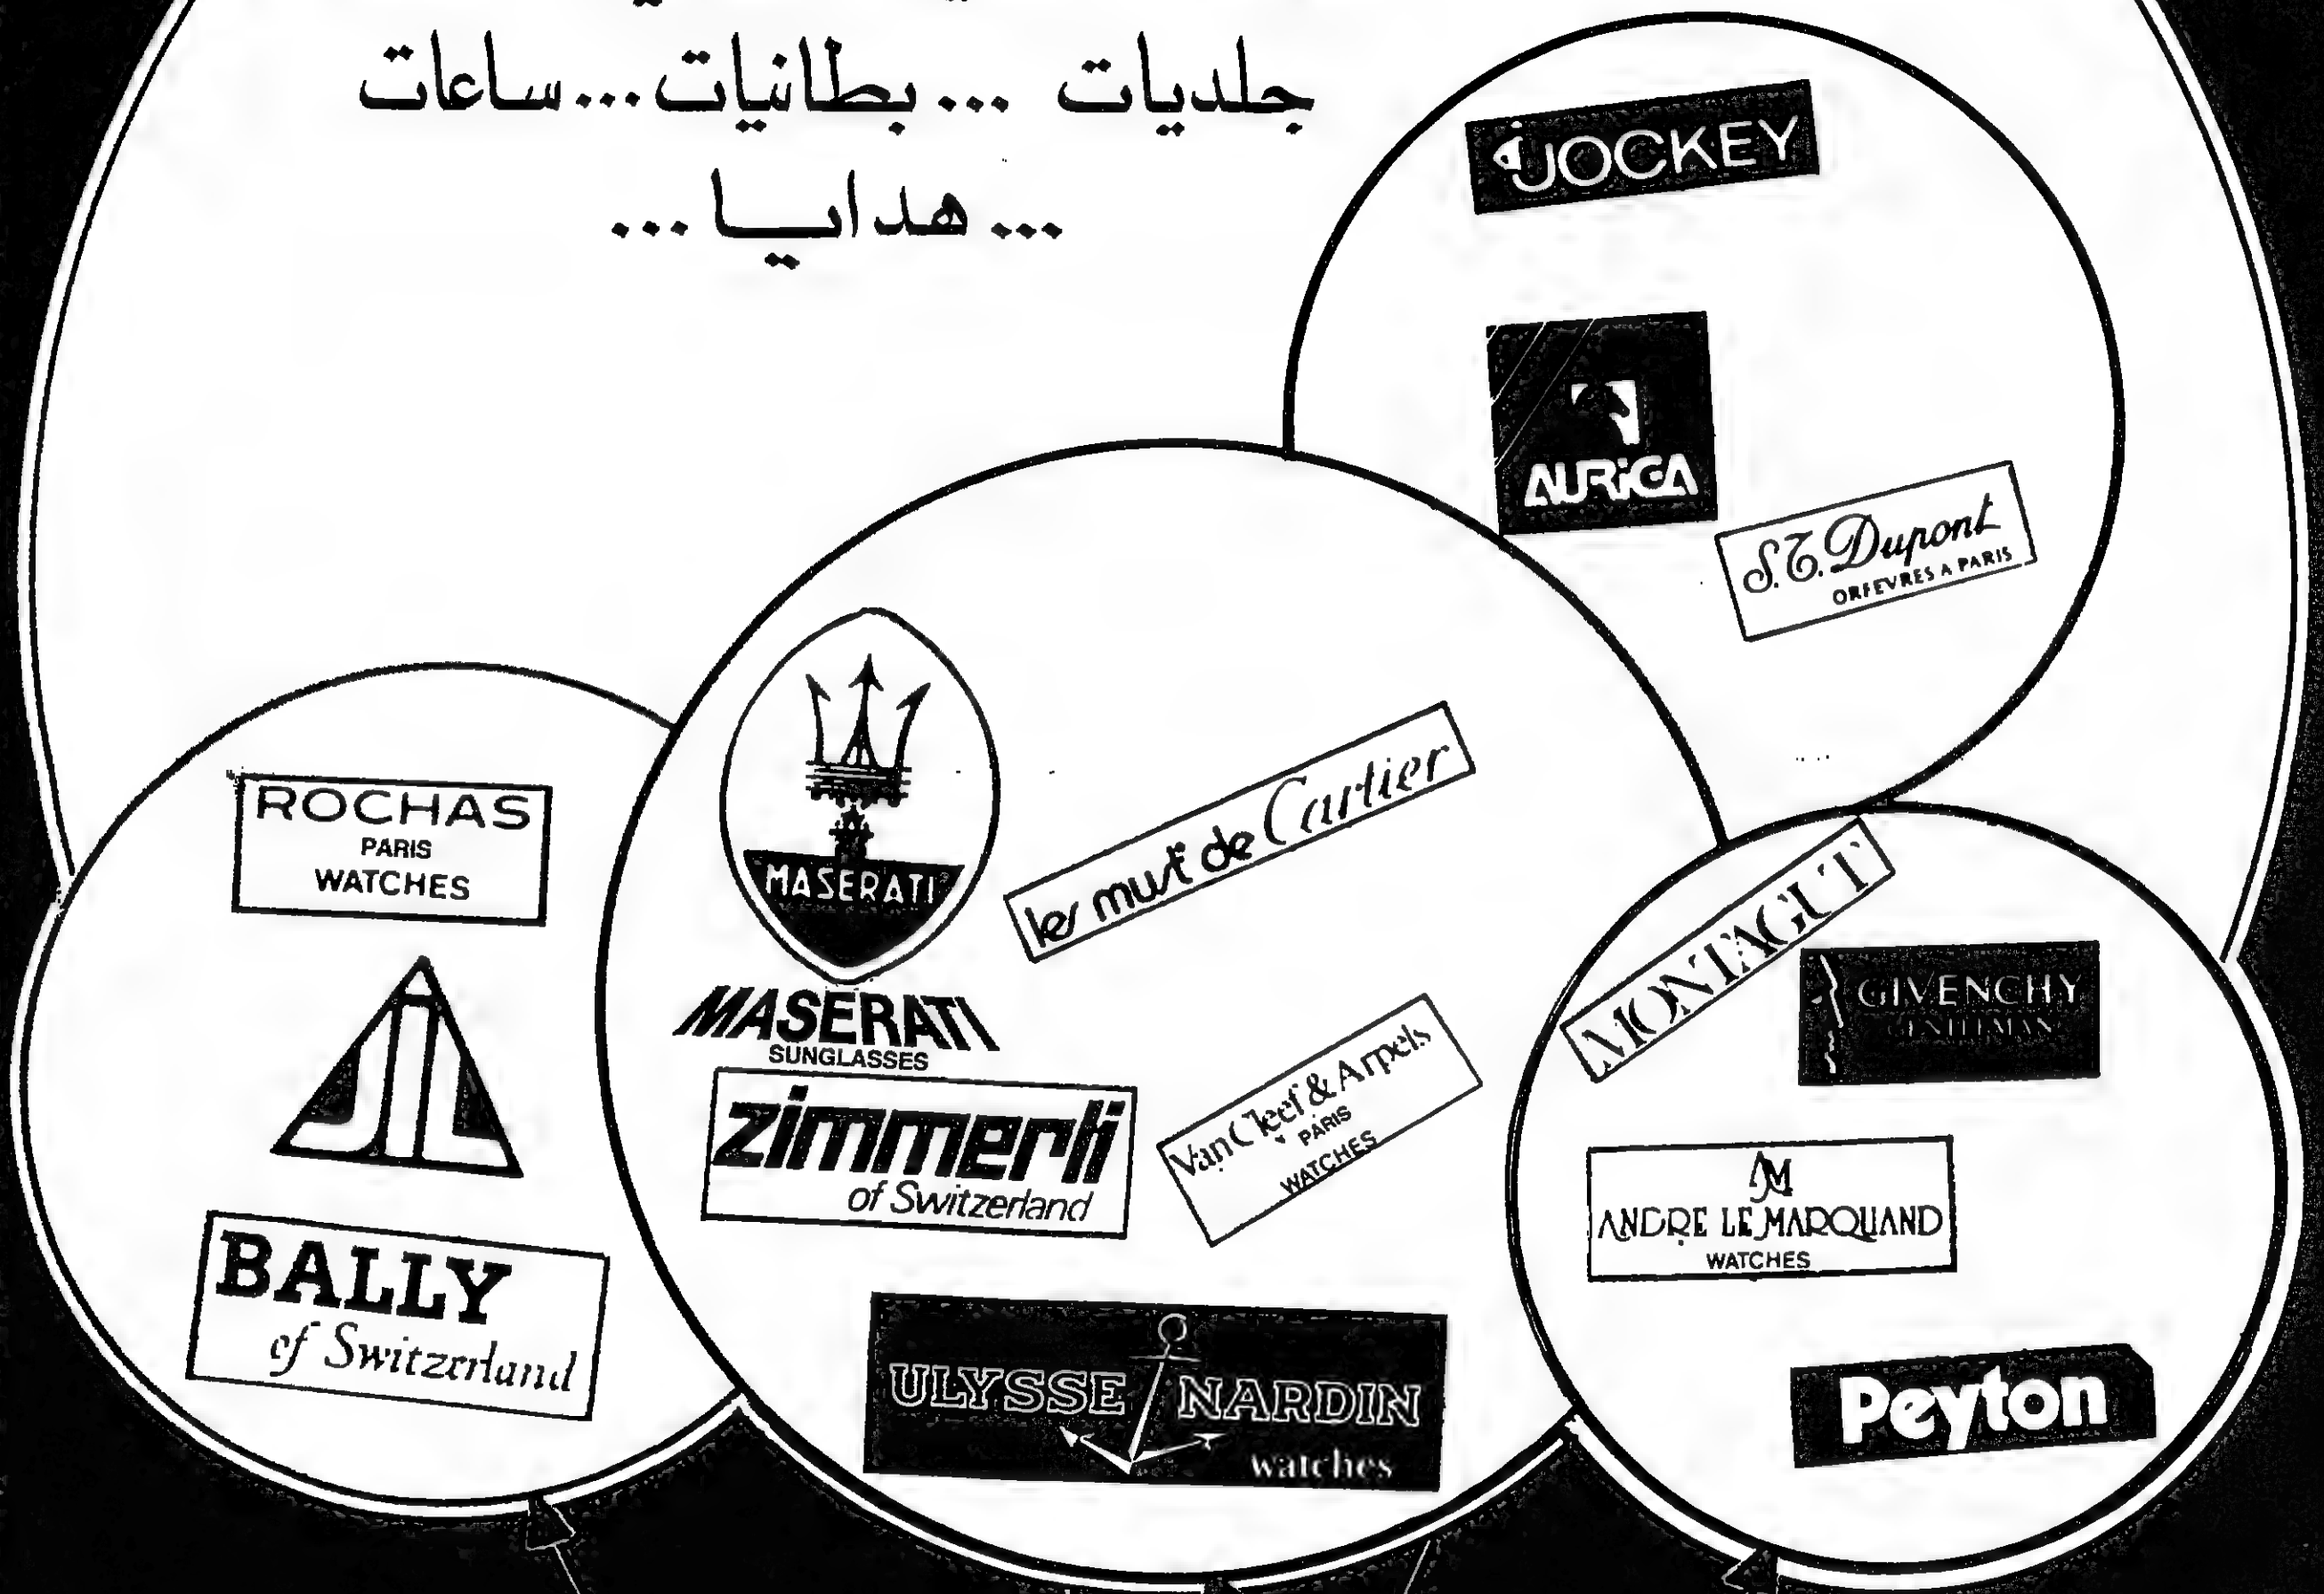 جلديات ... بطانيات ... ساعات
... هدايا ...
JOCKEY
AURIGA
S.T. Dupont
ORFEVRES A PARIS
MASERATI
MASERATI
SUNGLASSES
les must de Cartier
zimmerli
of Switzerland
Van Cleef & Arpels
PARIS
WATCHES
ULYSSE NARDIN
watches
ROCHAS
PARIS
WATCHES
BALLY
of Switzerland
MONTAGUT
GIVENCHY
GENTLEMAN
ANDRE LE MARQUAND
WATCHES
Peyton